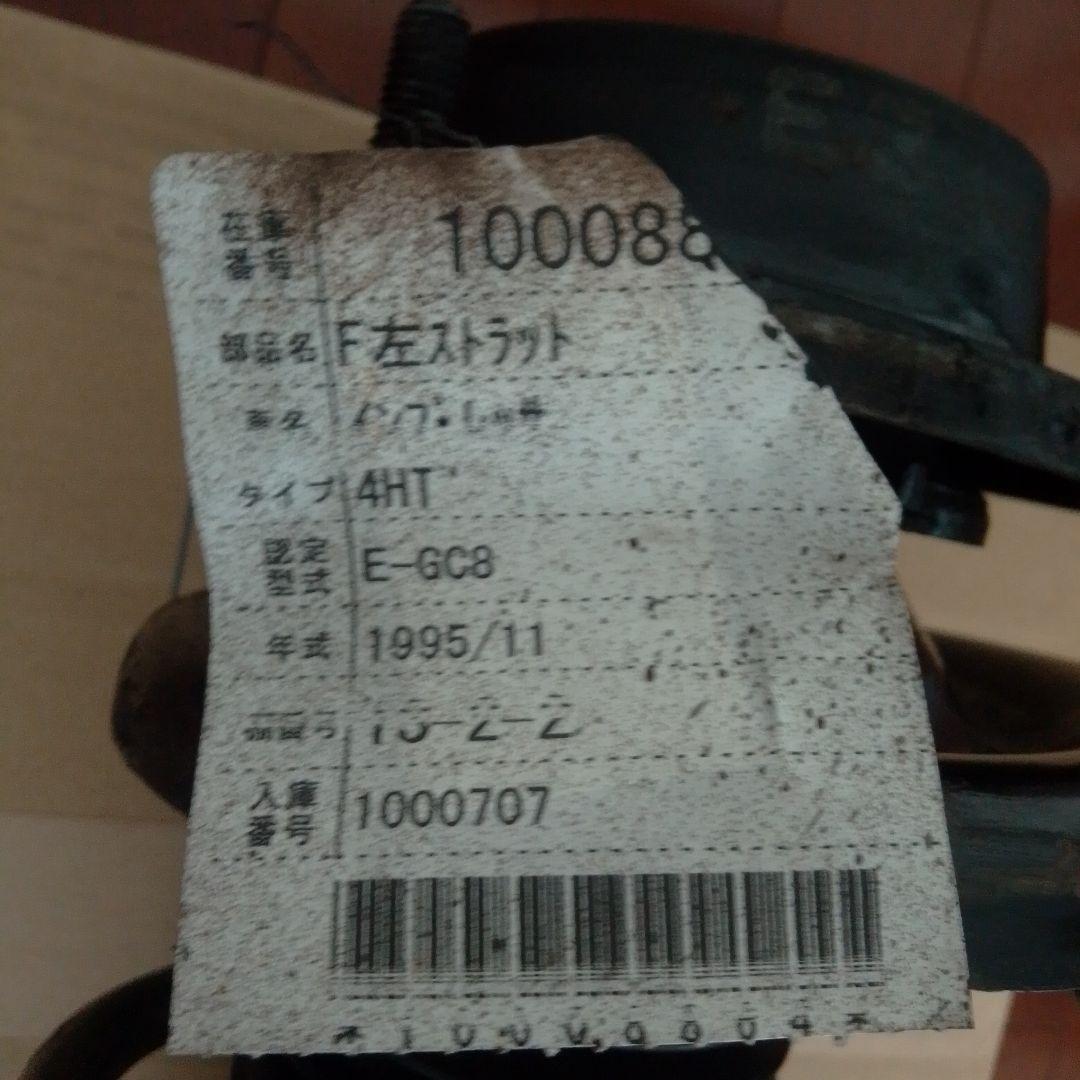 在庫番号 100088
部品名 F左ストラット
タイプ 4HT
認定型式 E-GC8
年式 1995/11
入庫番号 1000707